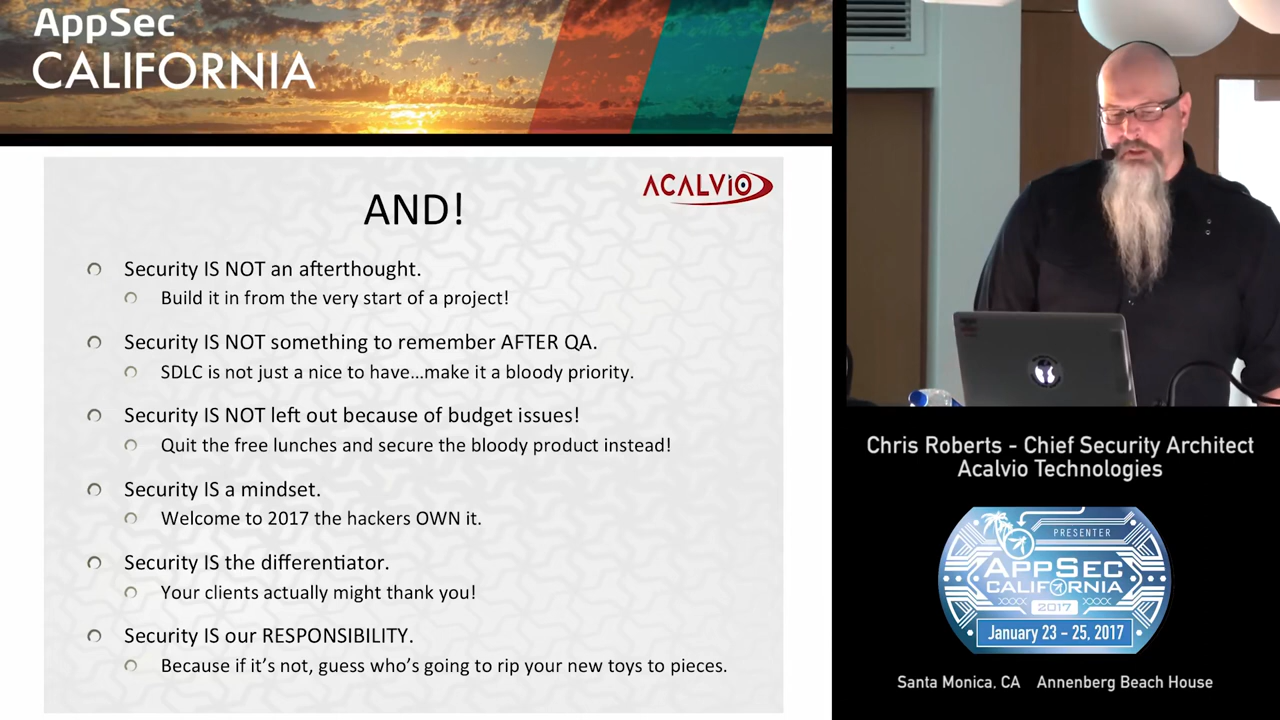 AppSec
CALIFORNIA
ACALVIO
AND!
Security IS NOT an afterthought.
Build it in from the very start of a project!
Security IS NOT something to remember AFTER QA.
SDLC is not just a nice to have...make it a bloody priority.
Security IS NOT left out because of budget issues!
Quit the free lunches and secure the bloody product instead!
Security IS a mindset.
Welcome to 2017 the hackers OWN it.
Security IS the differentiator.
Your clients actually might thank you!
Security IS our RESPONSIBILITY.
Because if it's not, guess who's going to rip your new toys to pieces.
Chris Roberts - Chief Security Architect
Acalvio Technologies
PRESENTER
APPSEC
CALIFORNIA
2017
January 23 - 25, 2017
Santa Monica, CA Annenberg Beach House